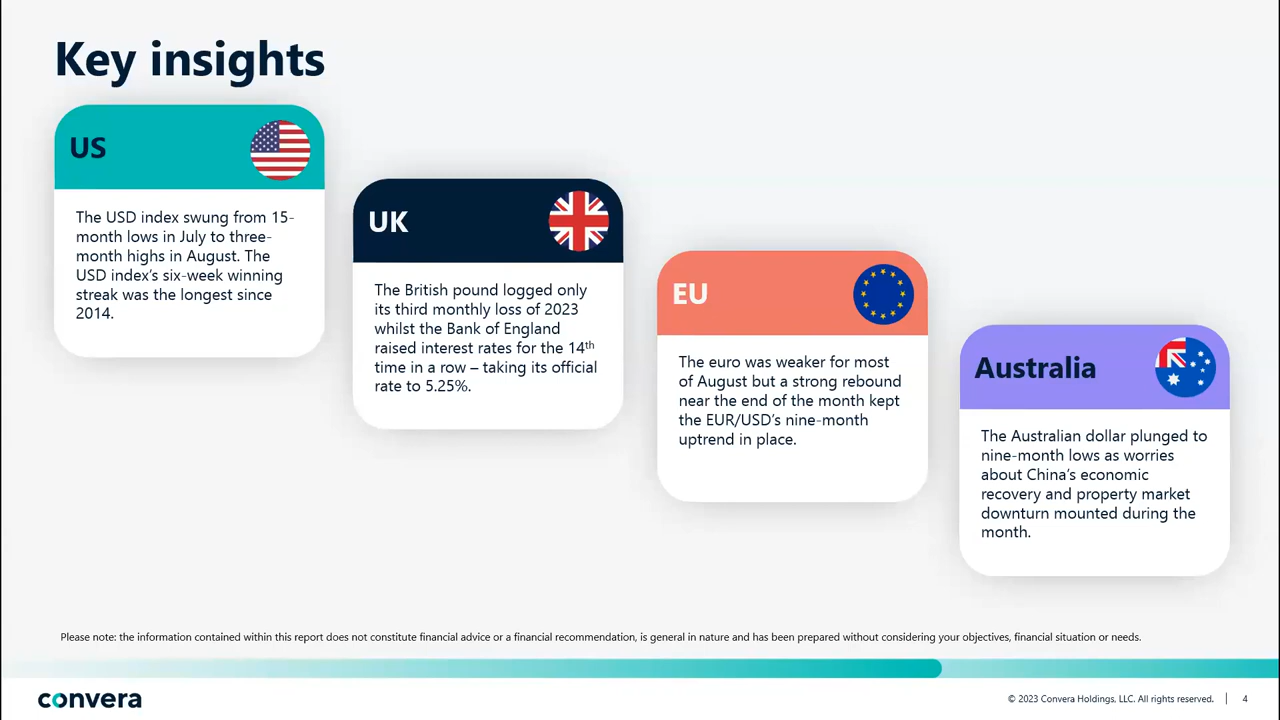 Key insights
US
The USD index swung from 15-
month lows in July to three-
month highs in August. The
USD index’s six-week winning
streak was the longest since
2014.
UK
The British pound logged only
its third monthly loss of 2023
whilst the Bank of England
raised interest rates for the 14th
time in a row – taking its official
rate to 5.25%.
EU
The euro was weaker for most
of August but a strong rebound
near the end of the month kept
the EUR/USD’s nine-month
uptrend in place.
Australia
The Australian dollar plunged to
nine-month lows as worries
about China’s economic
recovery and property market
downturn mounted during the
month.
Please note: the information contained within this report does not constitute financial advice or a financial recommendation, is general in nature and has been prepared without considering your objectives, financial situation or needs.
convera
© 2023 Convera Holdings, LLC. All rights reserved. | 4